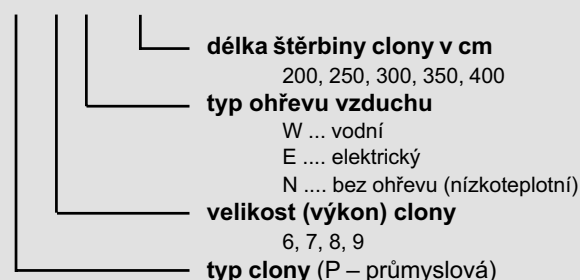 délka štěrbiny clony v cm
200, 250, 300, 350, 400
typ ohřevu vzduchu
W ... vodní
E .... elektrický
N .... bez ohřevu (nízkoteplotní)
velikost (výkon) clony
6, 7, 8, 9
typ clony (P – průmyslová)